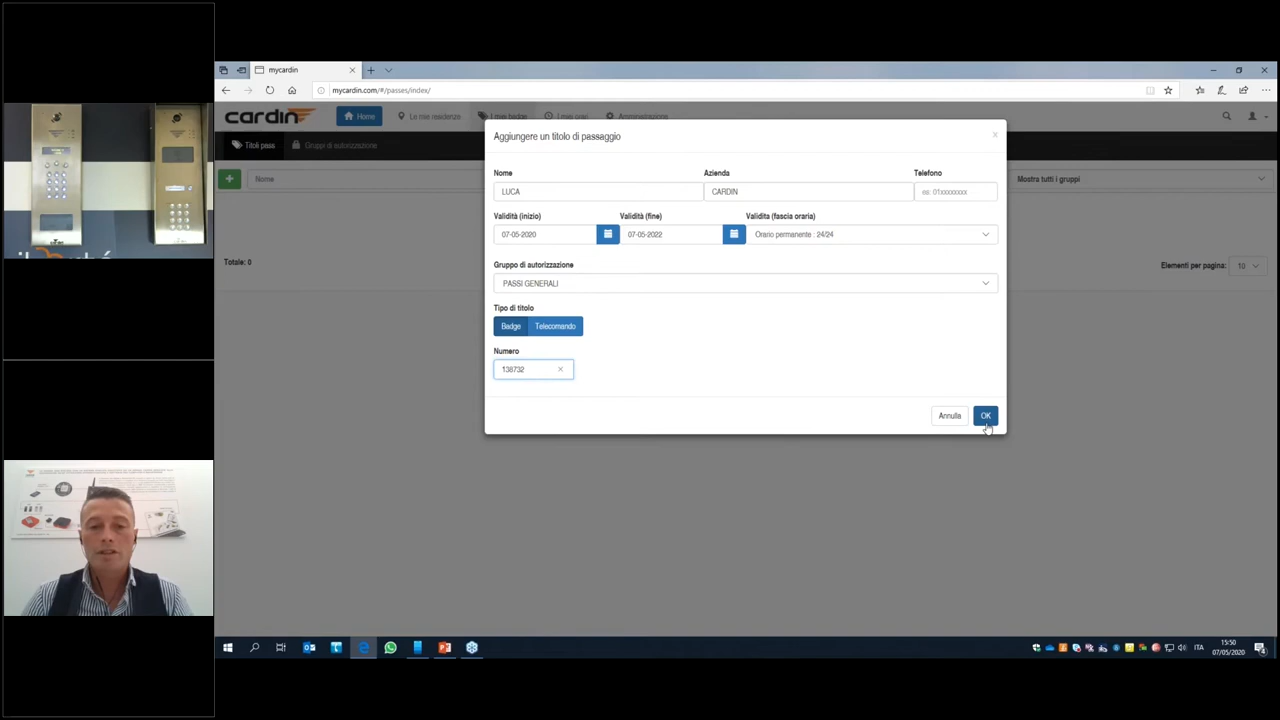 mycardin
mycardin.com/#/passes/index/
cardin
Home
Le mie residenze
I miei badge
I miei orari
Amministrazione
Titoli pass
Gruppi di autorizzazione
Nome
Mostra tutti i gruppi
Totale: 0
Elementi per pagina:
10
Aggiungere un titolo di passaggio
Nome
Azienda
Telefono
LUCA
CARDIN
es: 01xxxxxxxx
Validità (inizio)
Validità (fine)
Validita (fascia oraria)
07-05-2020
07-05-2022
Orario permanente : 24/24
Gruppo di autorizzazione
PASSI GENERALI
Tipo di titolo
Badge
Telecomando
Numero
138732
Annulla
OK
ITA
15:50
07/05/2020